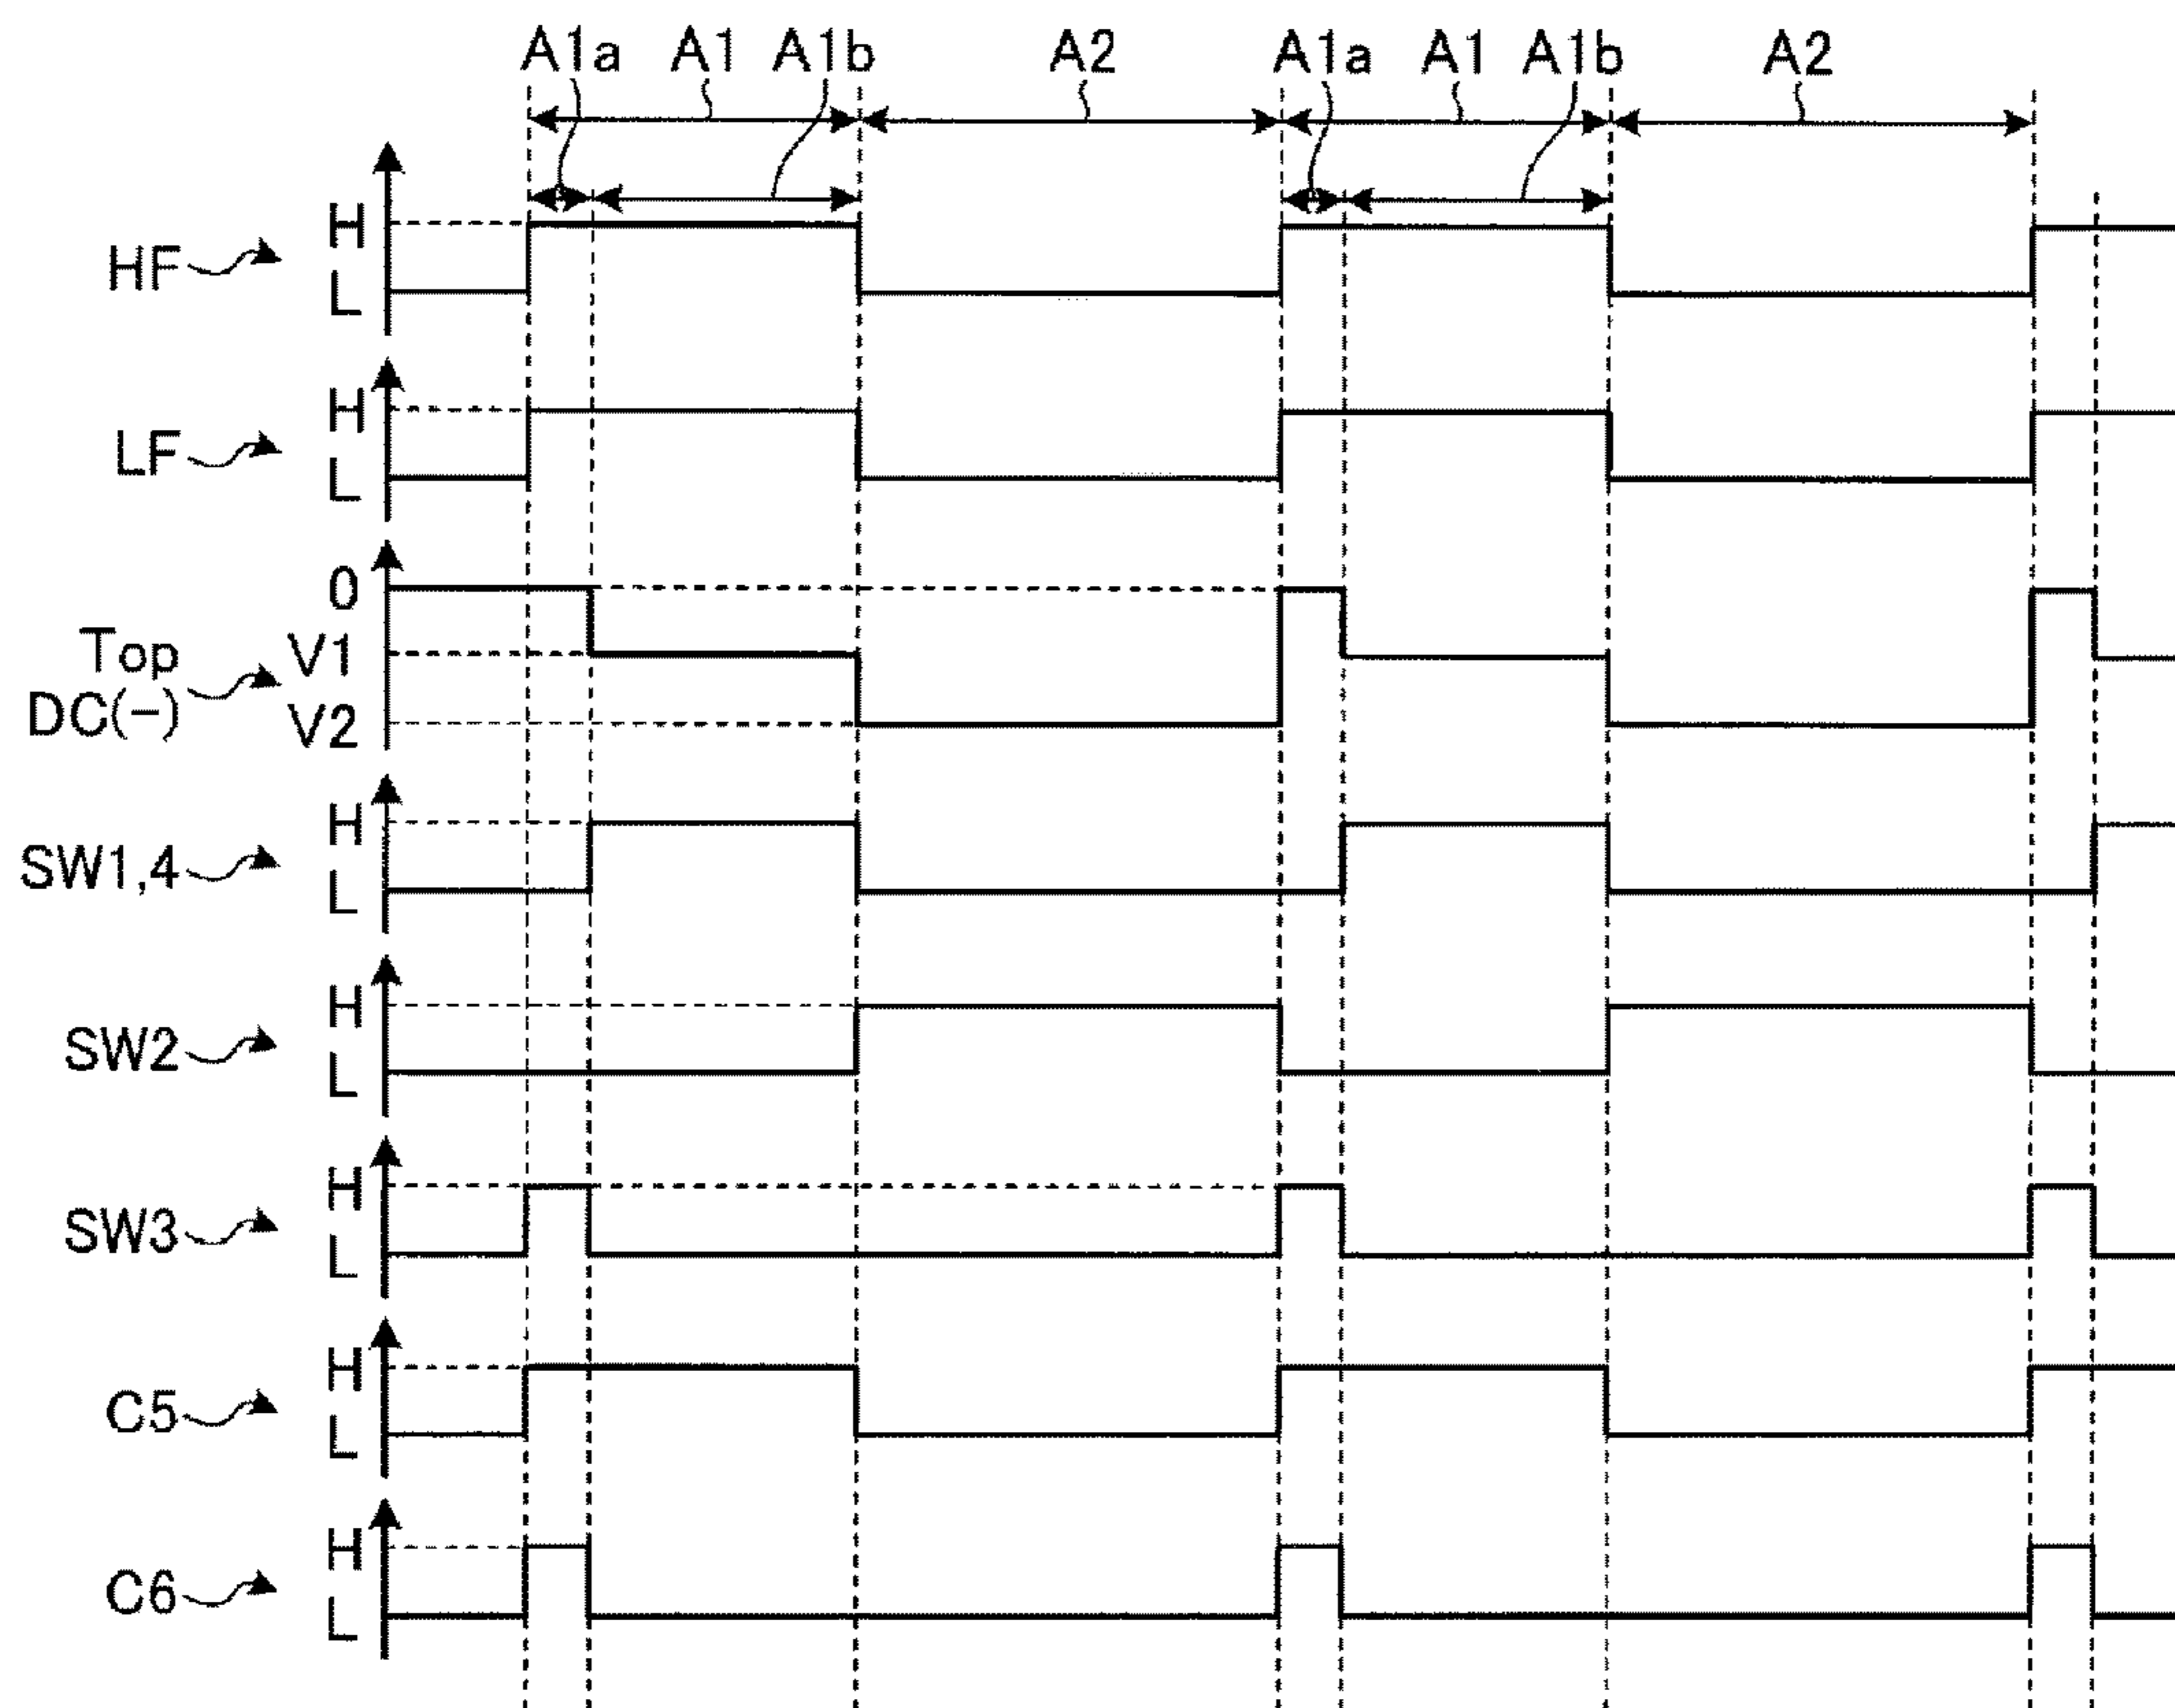 A1a A1 A1b A2 A1a A1 A1b A2
HF H
L
LF H
L
0
Top V1
DC(-) V2
SW1,4 H
L
SW2 H
L
SW3 H
L
C5 H
L
C6 H
L